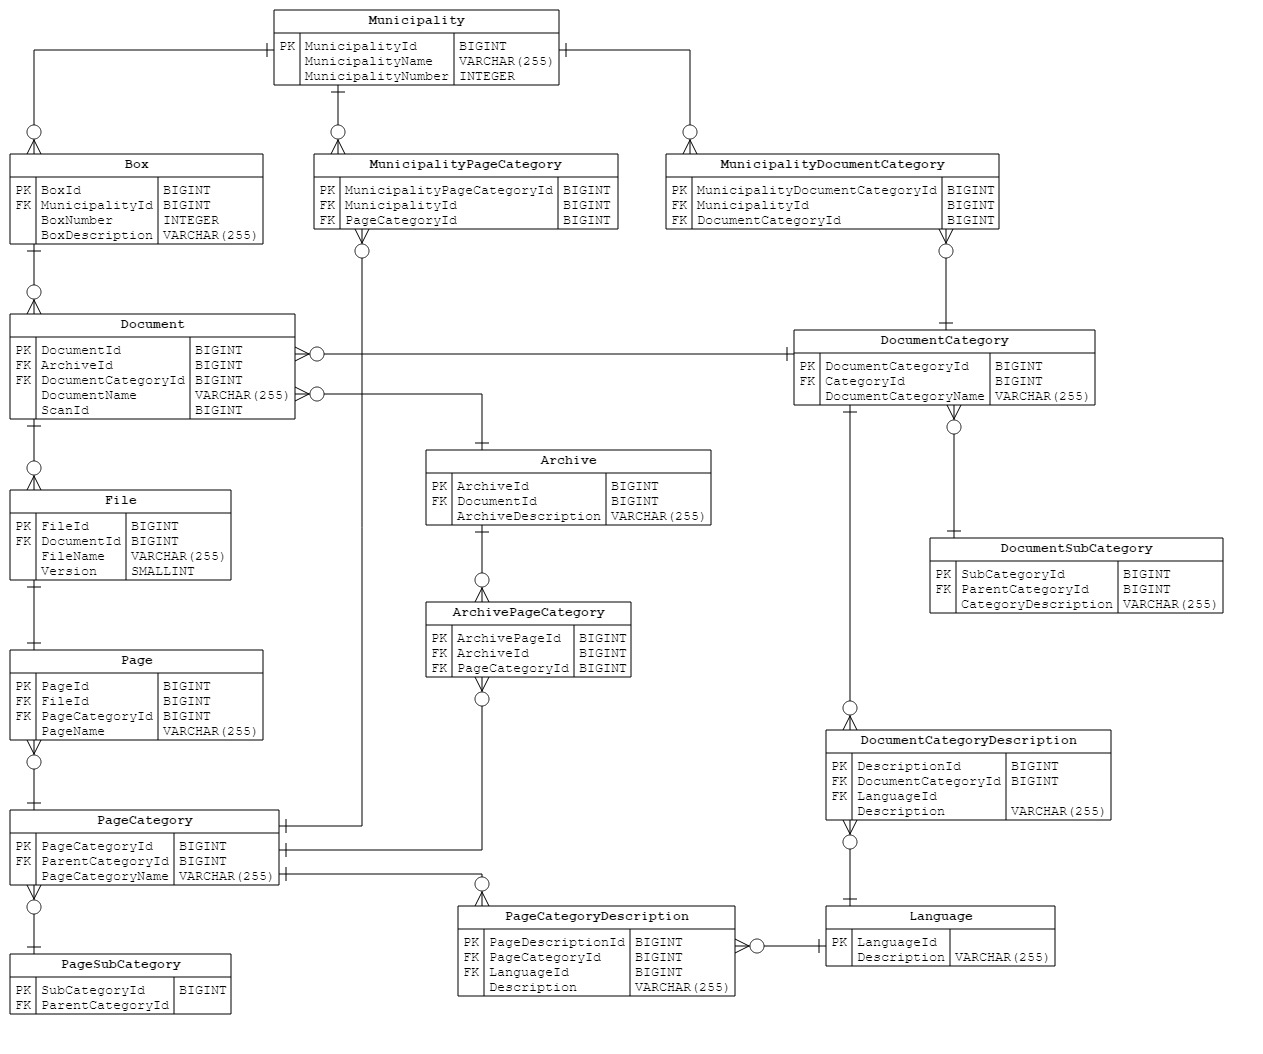 Municipality
PK MunicipalityId BIGINT
MunicipalityName VARCHAR(255)
MunicipalityNumber INTEGER
Box
PK BoxId BIGINT
FK MunicipalityId BIGINT
BoxNumber INTEGER
BoxDescription VARCHAR(255)
MunicipalityPageCategory
PK MunicipalityPageCategoryId BIGINT
FK MunicipalityId BIGINT
FK PageCategoryId BIGINT
MunicipalityDocumentCategory
PK MunicipalityDocumentCategoryId BIGINT
FK MunicipalityId BIGINT
FK DocumentCategoryId BIGINT
Document
PK DocumentId BIGINT
FK ArchiveId BIGINT
FK DocumentCategoryId BIGINT
DocumentName VARCHAR(255)
ScanId BIGINT
DocumentCategory
PK DocumentCategoryId BIGINT
FK CategoryId BIGINT
DocumentCategoryName VARCHAR(255)
Archive
PK ArchiveId BIGINT
FK DocumentId BIGINT
ArchiveDescription VARCHAR(255)
File
PK FileId BIGINT
FK DocumentId BIGINT
FileName VARCHAR(255)
Version SMALLINT
DocumentSubCategory
PK SubCategoryId BIGINT
FK ParentCategoryId BIGINT
CategoryDescription VARCHAR(255)
ArchivePageCategory
PK ArchivePageId BIGINT
FK ArchiveId BIGINT
FK PageCategoryId BIGINT
Page
PK PageId BIGINT
FK FileId BIGINT
FK PageCategoryId BIGINT
PageName VARCHAR(255)
DocumentCategoryDescription
PK DescriptionId BIGINT
FK DocumentCategoryId BIGINT
FK LanguageId
Description VARCHAR(255)
PageCategory
PK PageCategoryId BIGINT
FK ParentCategoryId BIGINT
PageCategoryName VARCHAR(255)
PageCategoryDescription
PK PageDescriptionId BIGINT
FK PageCategoryId BIGINT
FK LanguageId BIGINT
Description VARCHAR(255)
Language
PK LanguageId
Description VARCHAR(255)
PageSubCategory
PK SubCategoryId BIGINT
FK ParentCategoryId